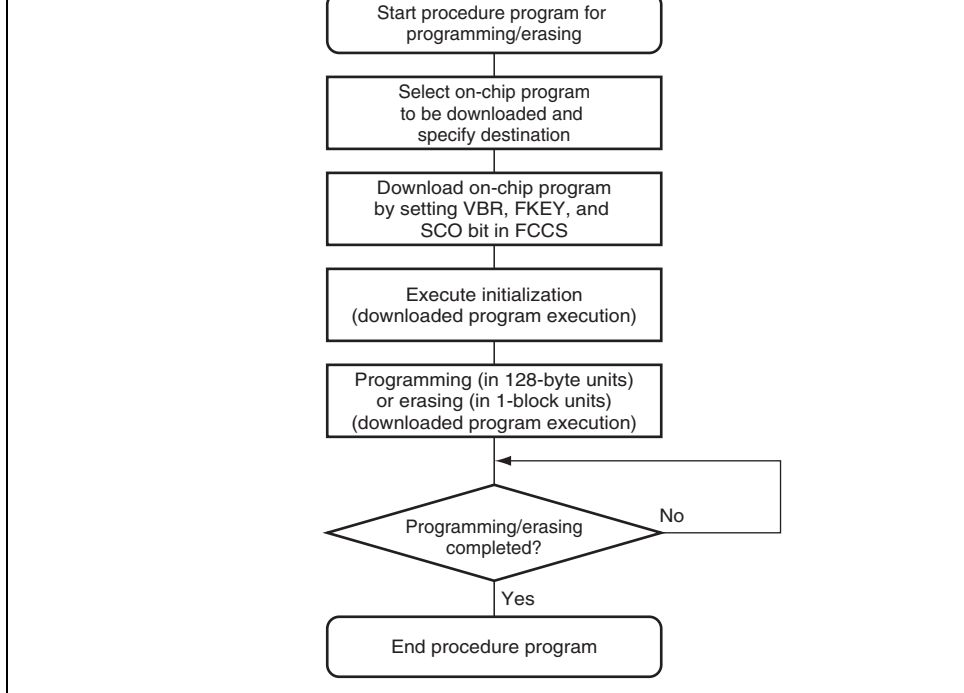 Start procedure program for
programming/erasing
Select on-chip program
to be downloaded and
specify destination
Download on-chip program
by setting VBR, FKEY, and
SCO bit in FCCS
Execute initialization
(downloaded program execution)
Programming (in 128-byte units)
or erasing (in 1-block units)
(downloaded program execution)
No
Programming/erasing
completed?
Yes
End procedure program